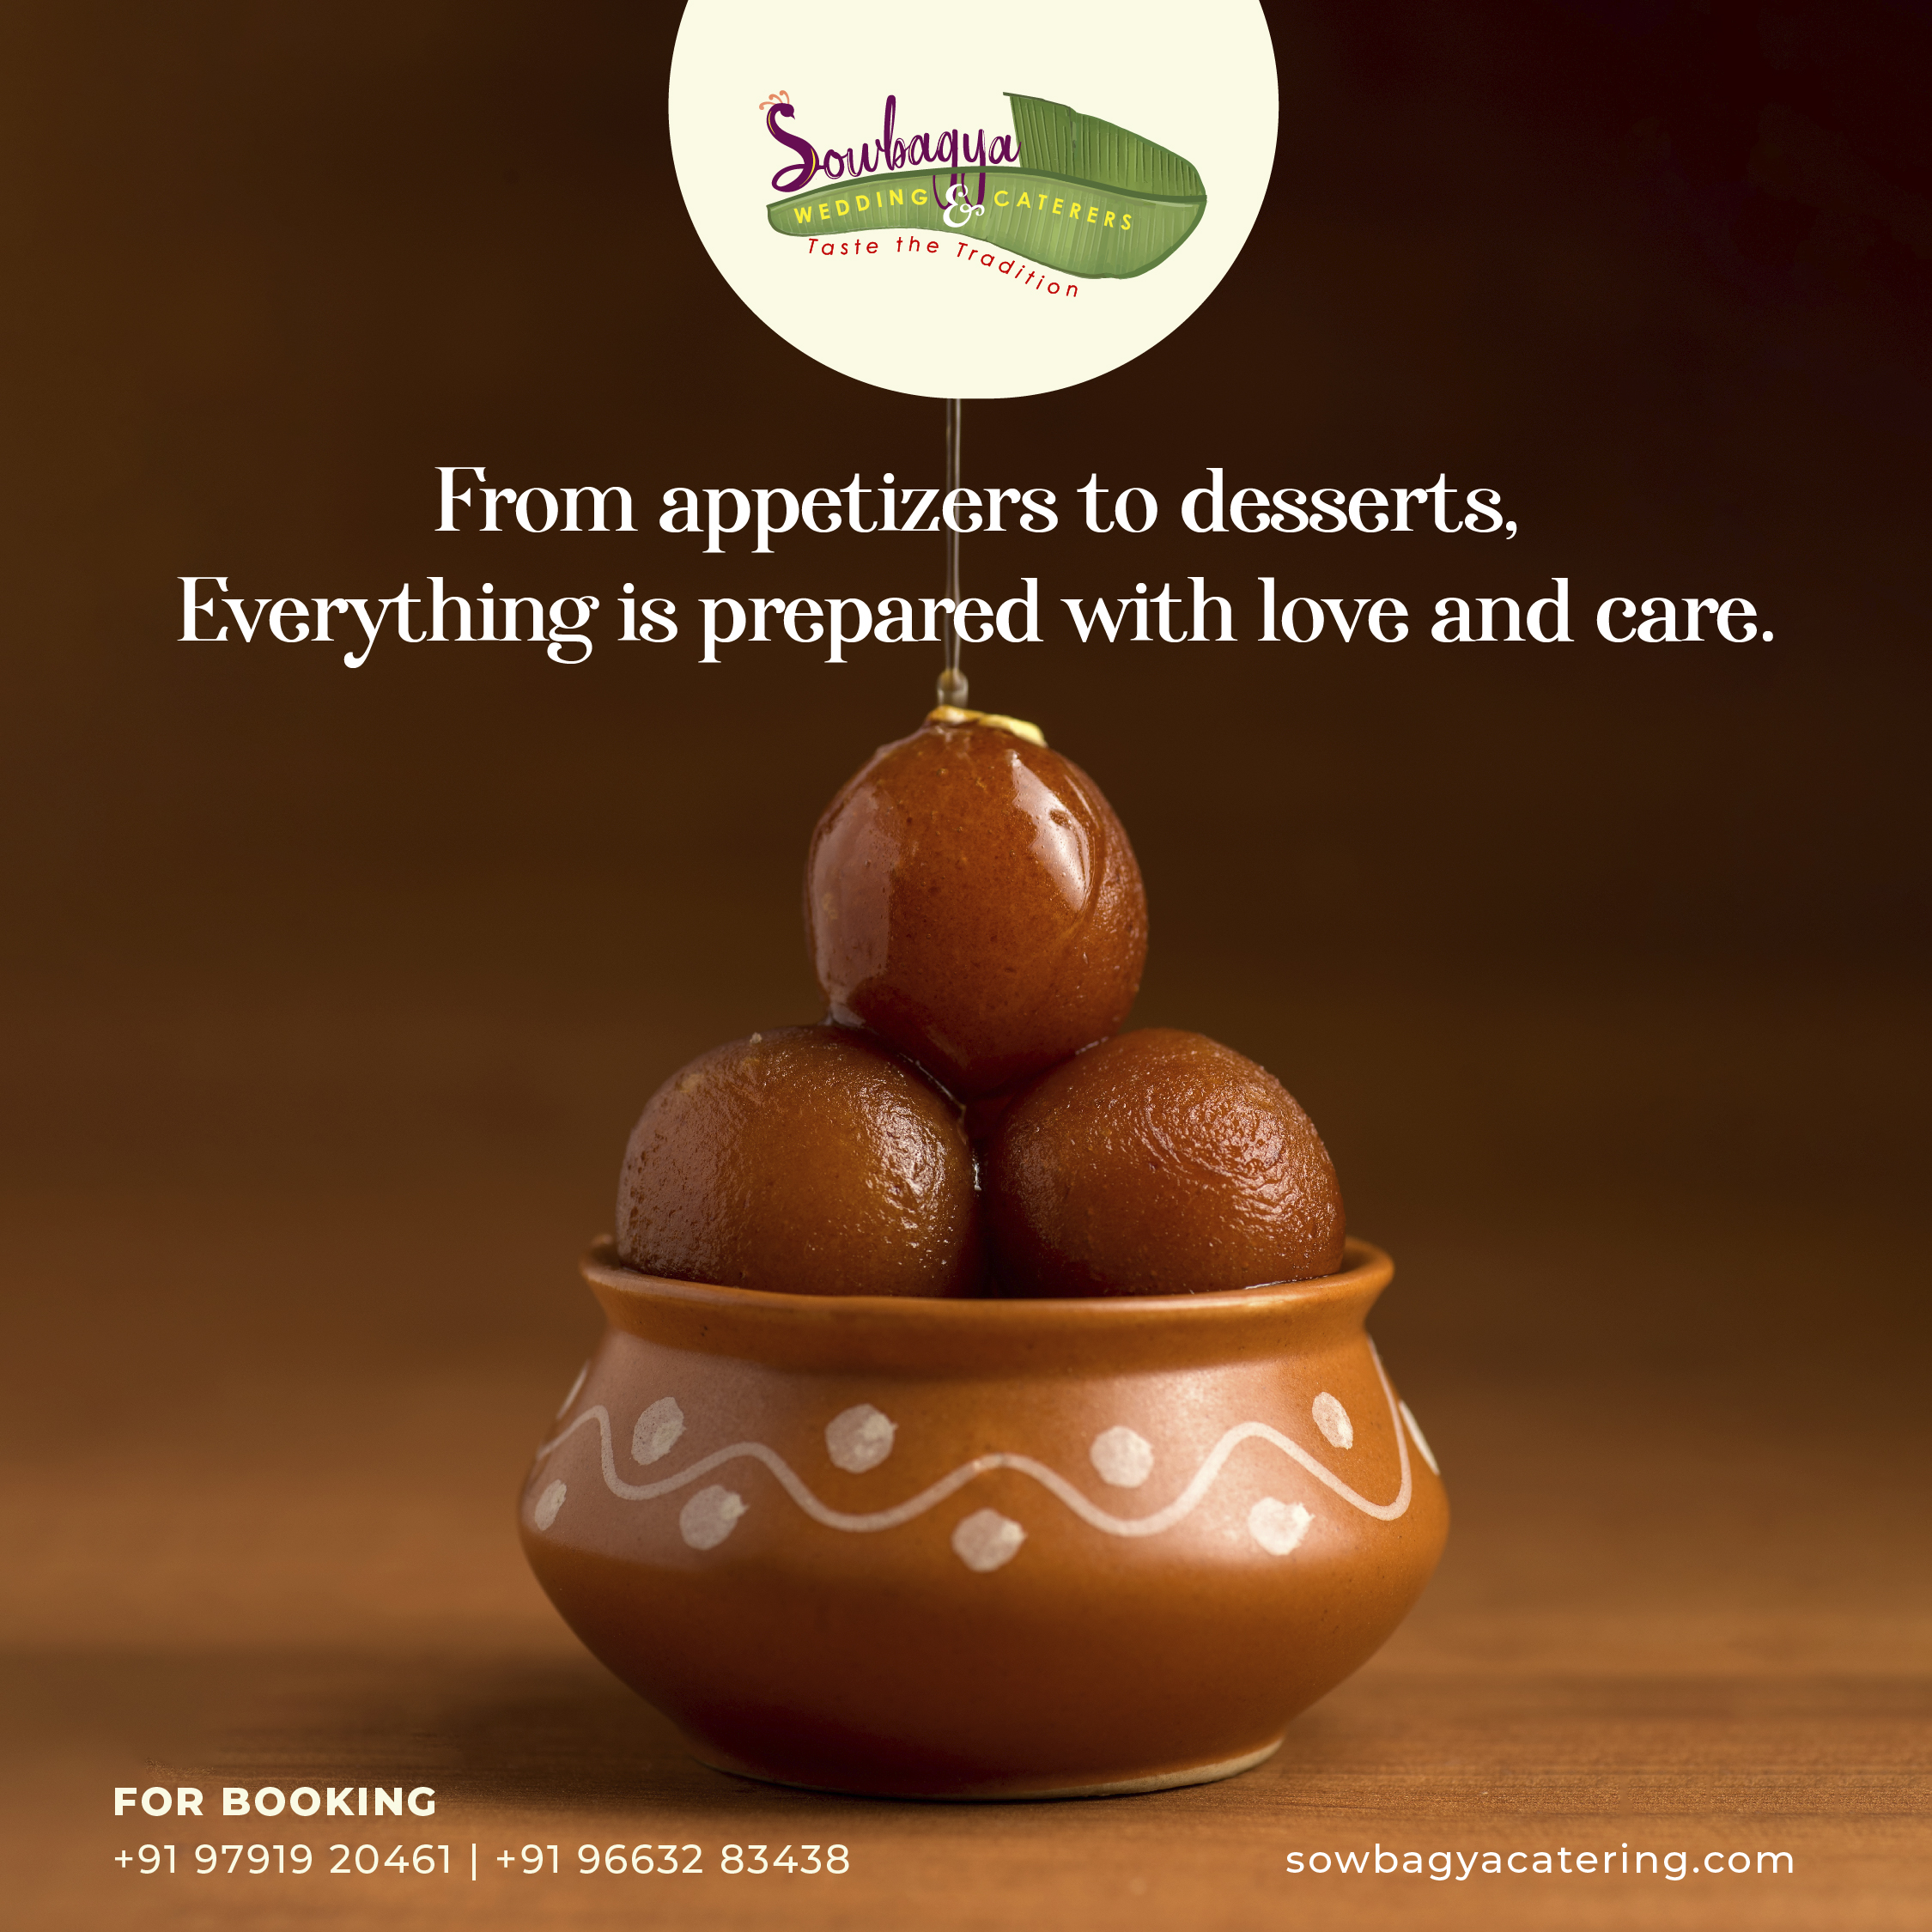 Sowbagya
WEDDING & CATERERS
Taste the Tradition
From appetizers to desserts,
Everything is prepared with love and care.
FOR BOOKING
+91 97919 20461 | +91 96632 83438
sowbagyacatering.com